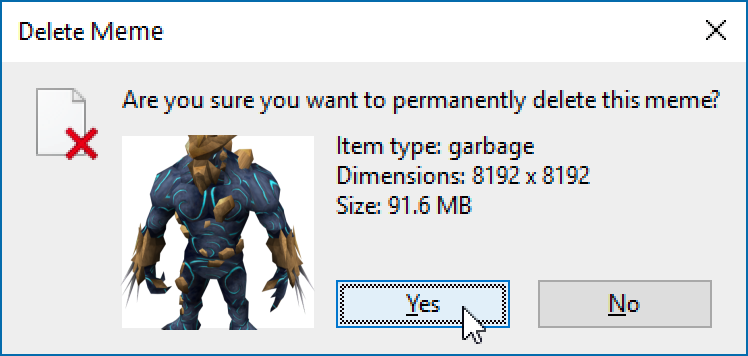 Delete Meme
Are you sure you want to permanently delete this meme?
Item type: garbage
Dimensions: 8192 x 8192
Size: 91.6 MB
Yes
No